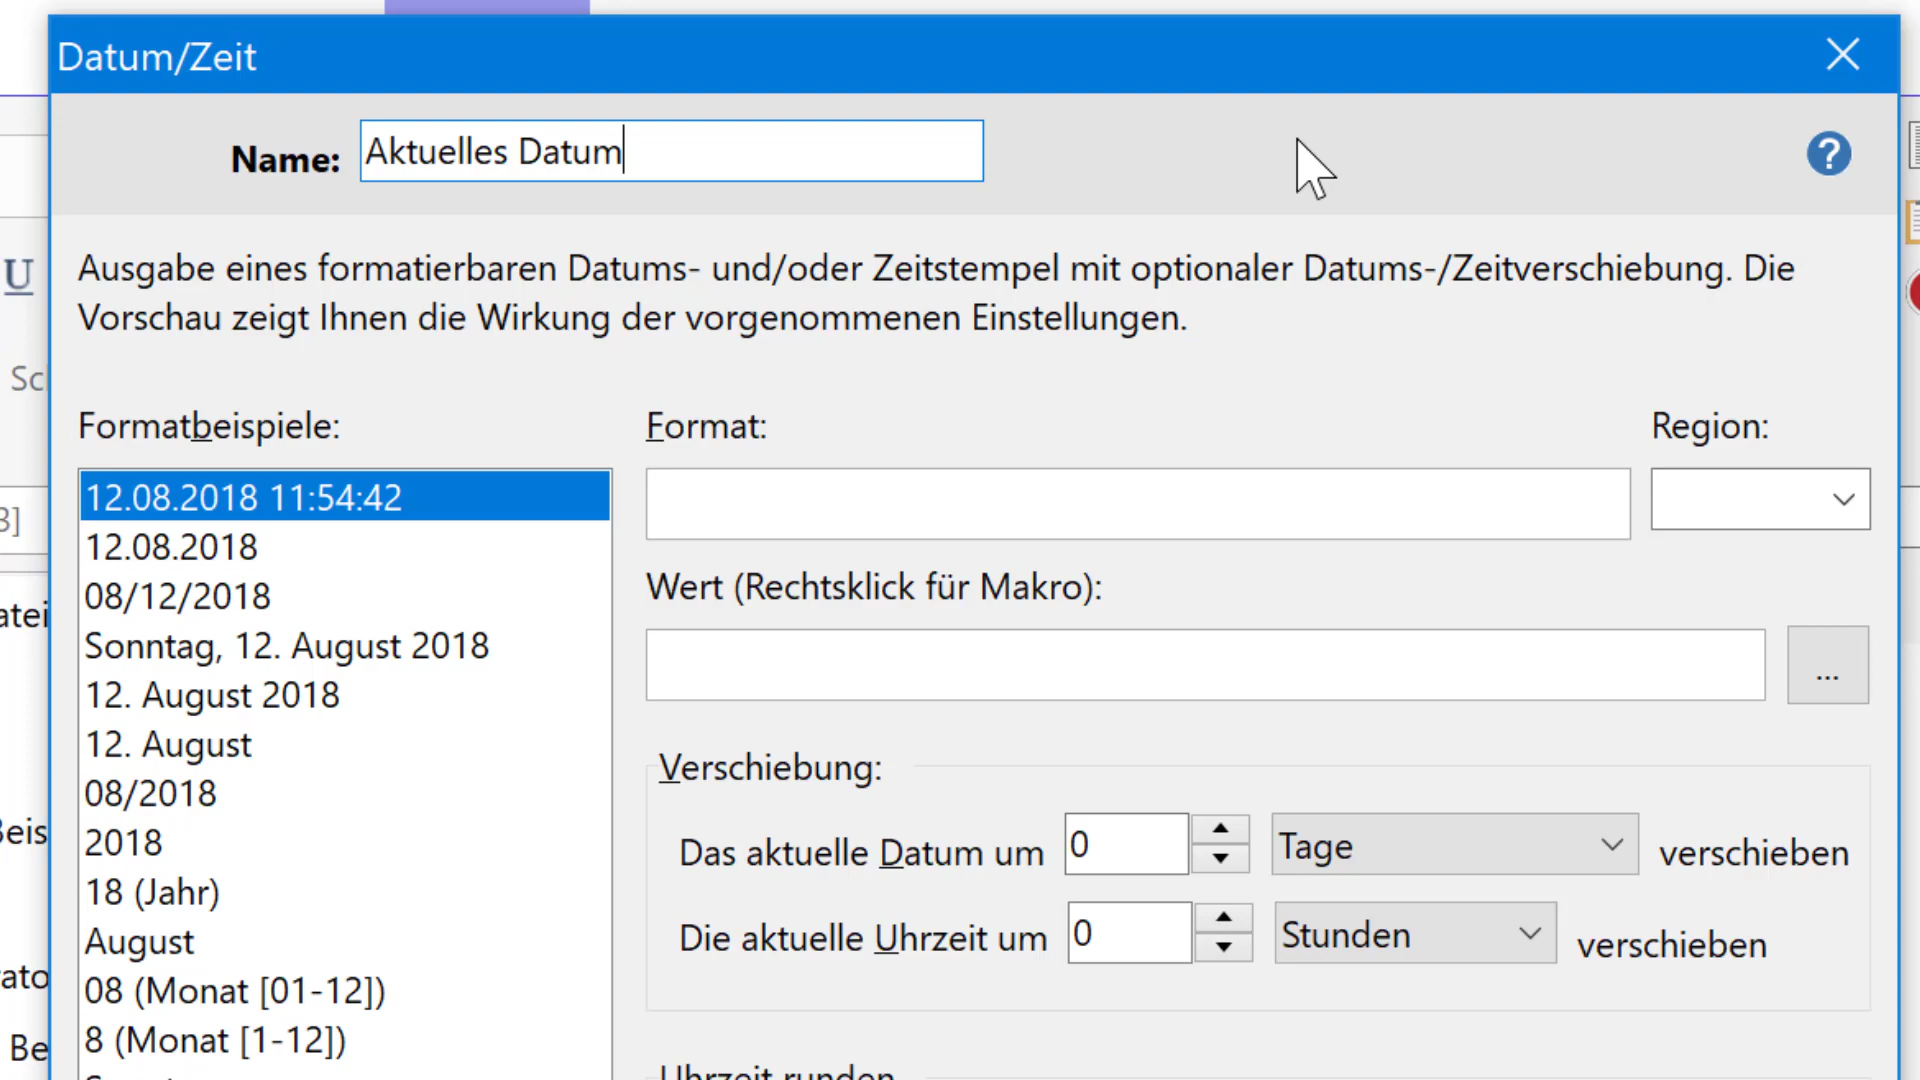 Datum/Zeit
Name: Aktuelles Datum
?
U
Ausgabe eines formatierbaren Datums- und/oder Zeitstempel mit optionaler Datums-/Zeitverschiebung. Die
Vorschau zeigt Ihnen die Wirkung der vorgenommenen Einstellungen.
Formatbeispiele:
Format:
Region:
12.08.2018 11:54:42
12.08.2018
08/12/2018
Sonntag, 12. August 2018
12. August 2018
12. August
08/2018
2018
18 (Jahr)
August
08 (Monat [01-12])
8 (Monat [1-12])
Wert (Rechtsklick für Makro):
...
Verschiebung:
Das aktuelle Datum um 0 Tage verschieben
Die aktuelle Uhrzeit um 0 Stunden verschieben
Uhrzeit runden